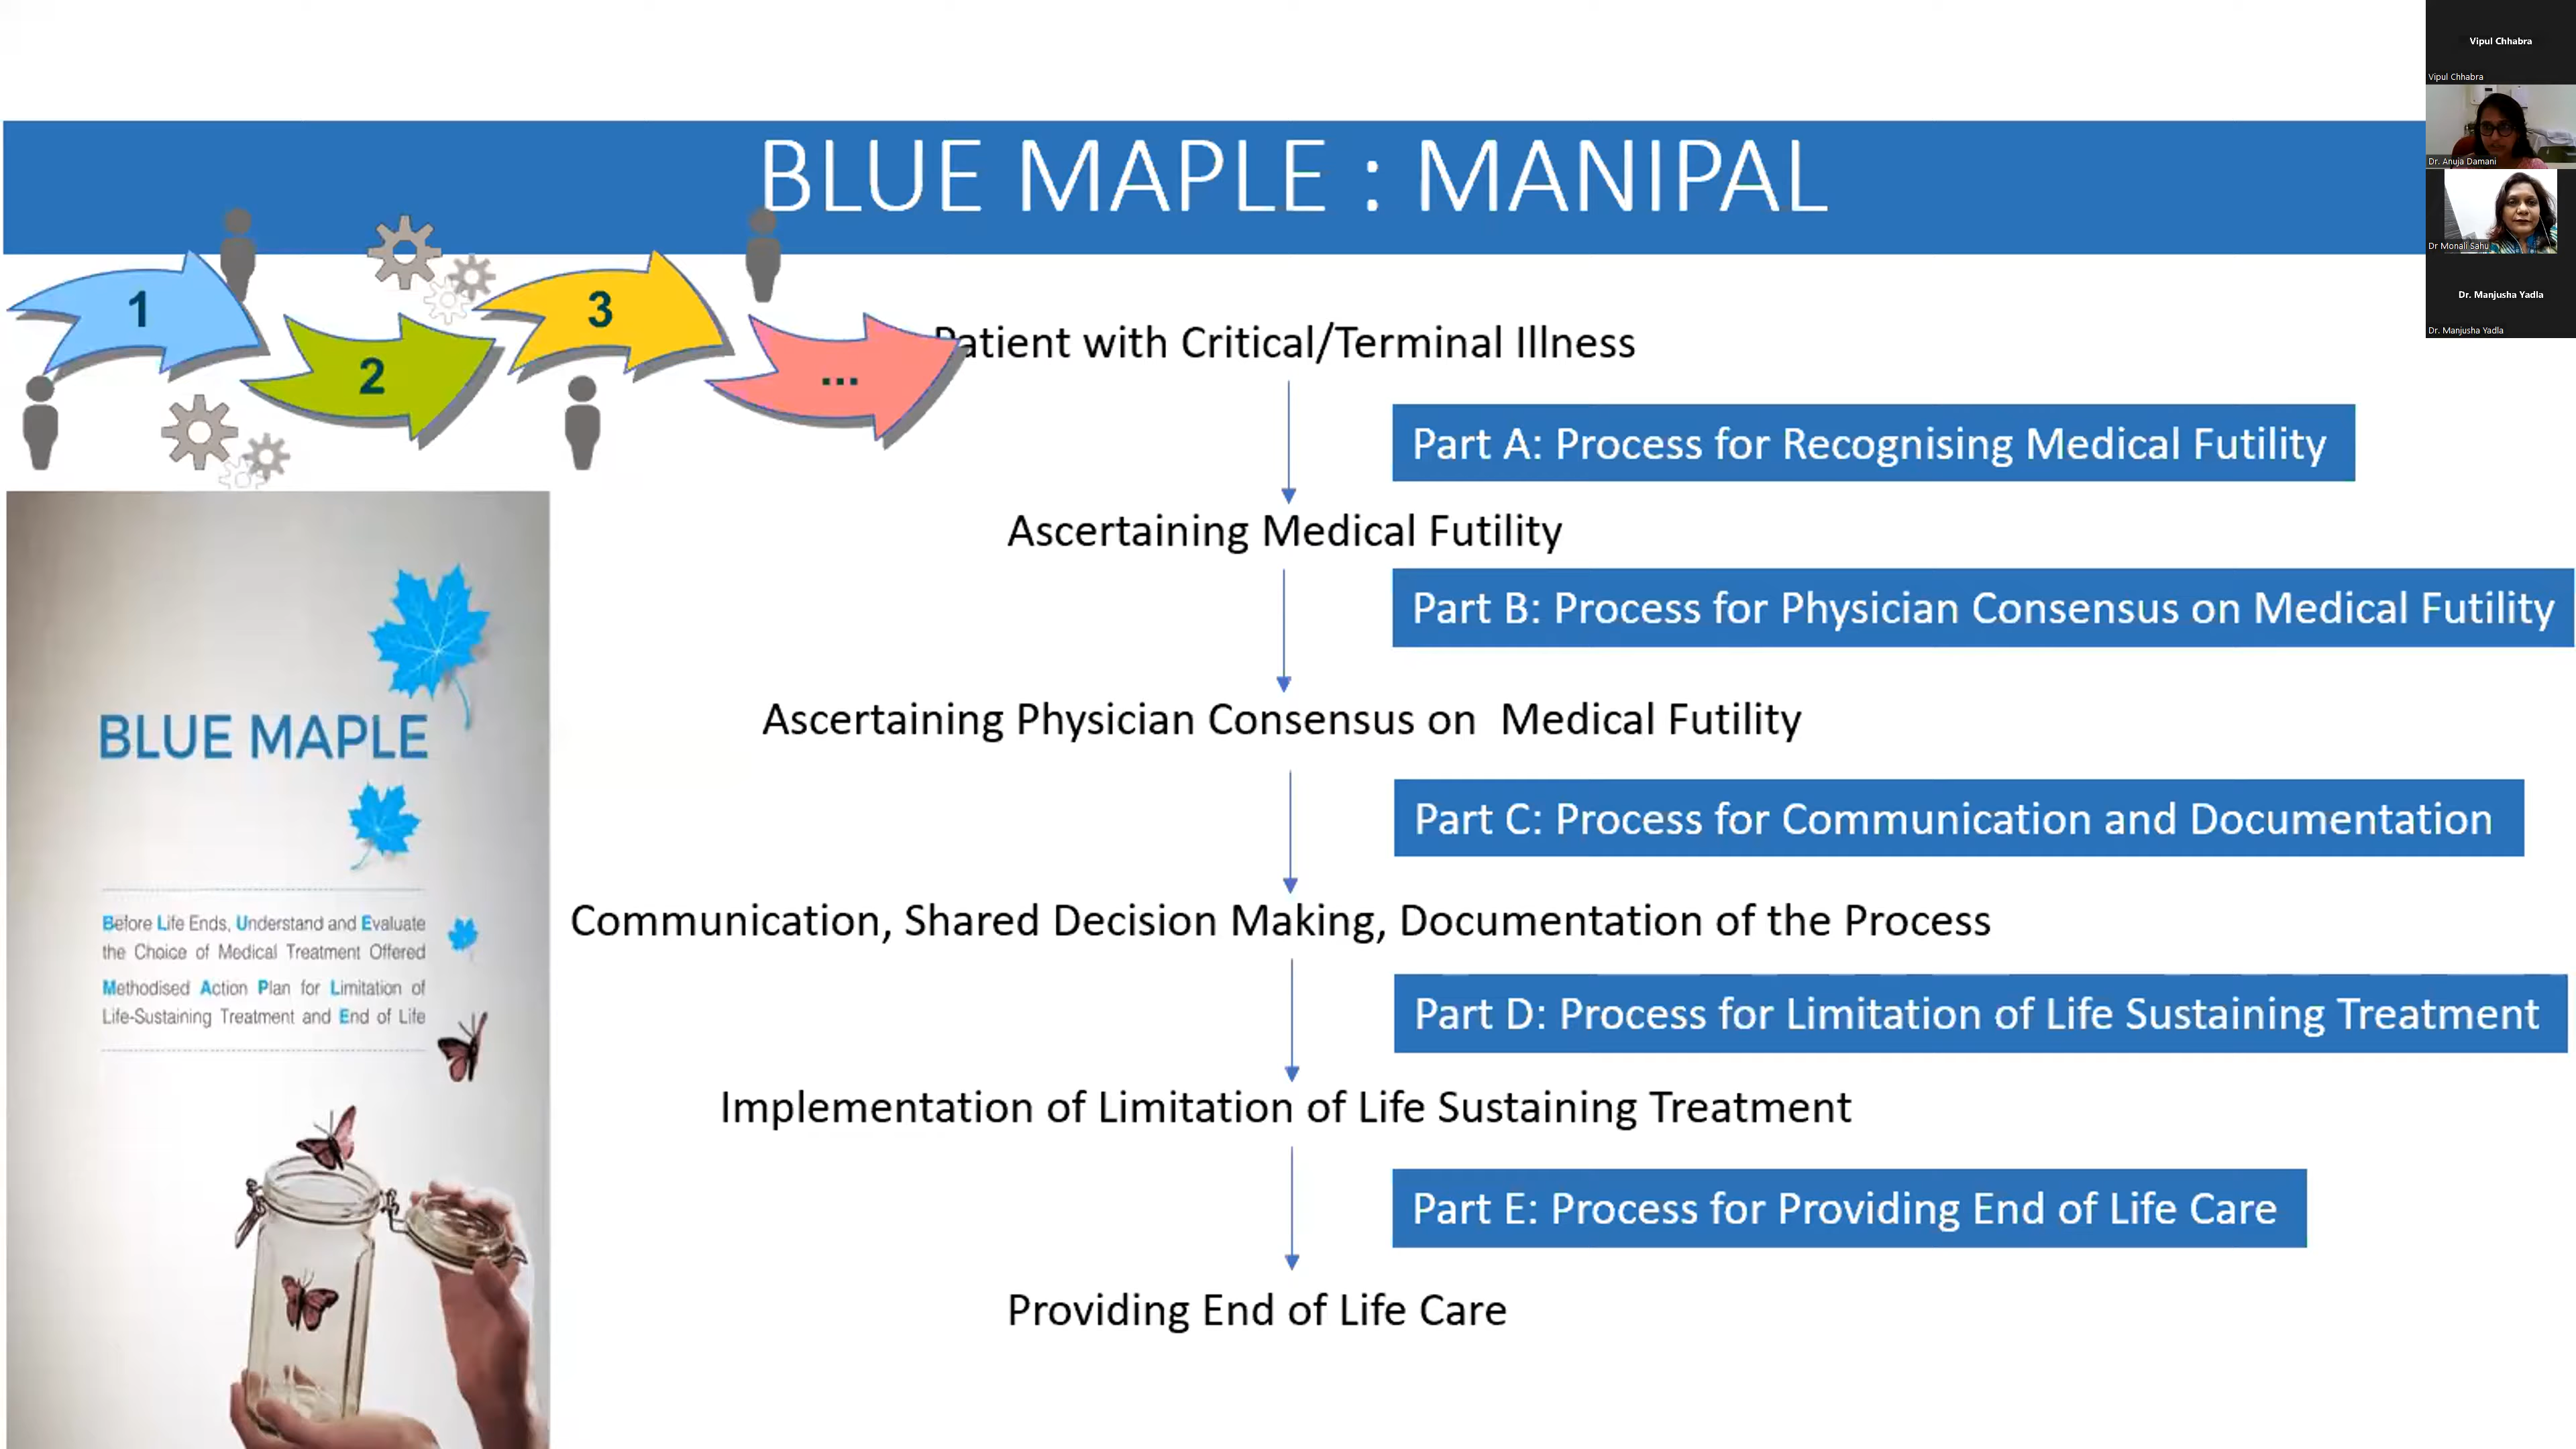 Vipul Chhabra
Vipul Chhabra
Dr. Anuja Damani
Dr Monali Sahu
Dr. Manjusha Yadla
Dr. Manjusha Yadla
BLUE MAPLE : MANIPAL
1
2
3
...
Patient with Critical/Terminal Illness
Part A: Process for Recognising Medical Futility
Ascertaining Medical Futility
Part B: Process for Physician Consensus on Medical Futility
Ascertaining Physician Consensus on Medical Futility
Part C: Process for Communication and Documentation
Communication, Shared Decision Making, Documentation of the Process
Part D: Process for Limitation of Life Sustaining Treatment
Implementation of Limitation of Life Sustaining Treatment
Part E: Process for Providing End of Life Care
Providing End of Life Care
BLUE MAPLE
Before Life Ends, Understand and Evaluate
the Choice of Medical Treatment Offered
Methodised Action Plan for Limitation of
Life-Sustaining Treatment and End of Life